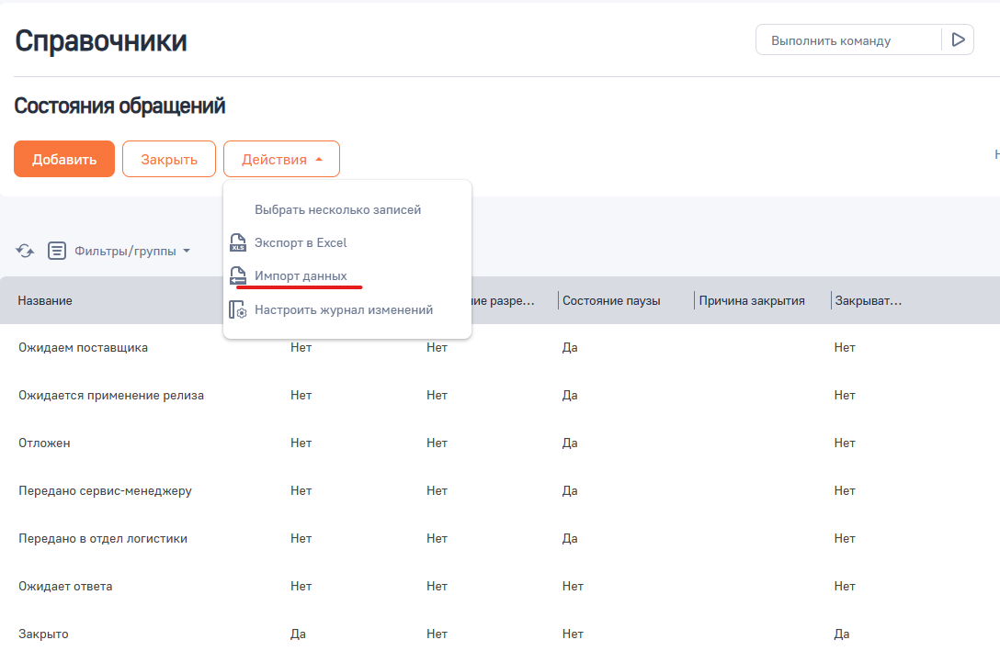 Справочники
Выполнить команду
Состояния обращений
Добавить Закрыть Действия
Выбрать несколько записей
XLS Экспорт в Excel
Импорт данных
Настроить журнал изменений
Фильтры/группы
Название разре... Состояние паузы Причина закрытия Закрыват...
Ожидаем поставщика Нет Нет Да Нет
Ожидается применение релиза Нет Нет Да Нет
Отложен Нет Нет Да Нет
Передано сервис-менеджеру Нет Нет Да Нет
Передано в отдел логистики Нет Нет Да Нет
Ожидает ответа Нет Нет Нет Нет
Закрыто Да Нет Нет Да